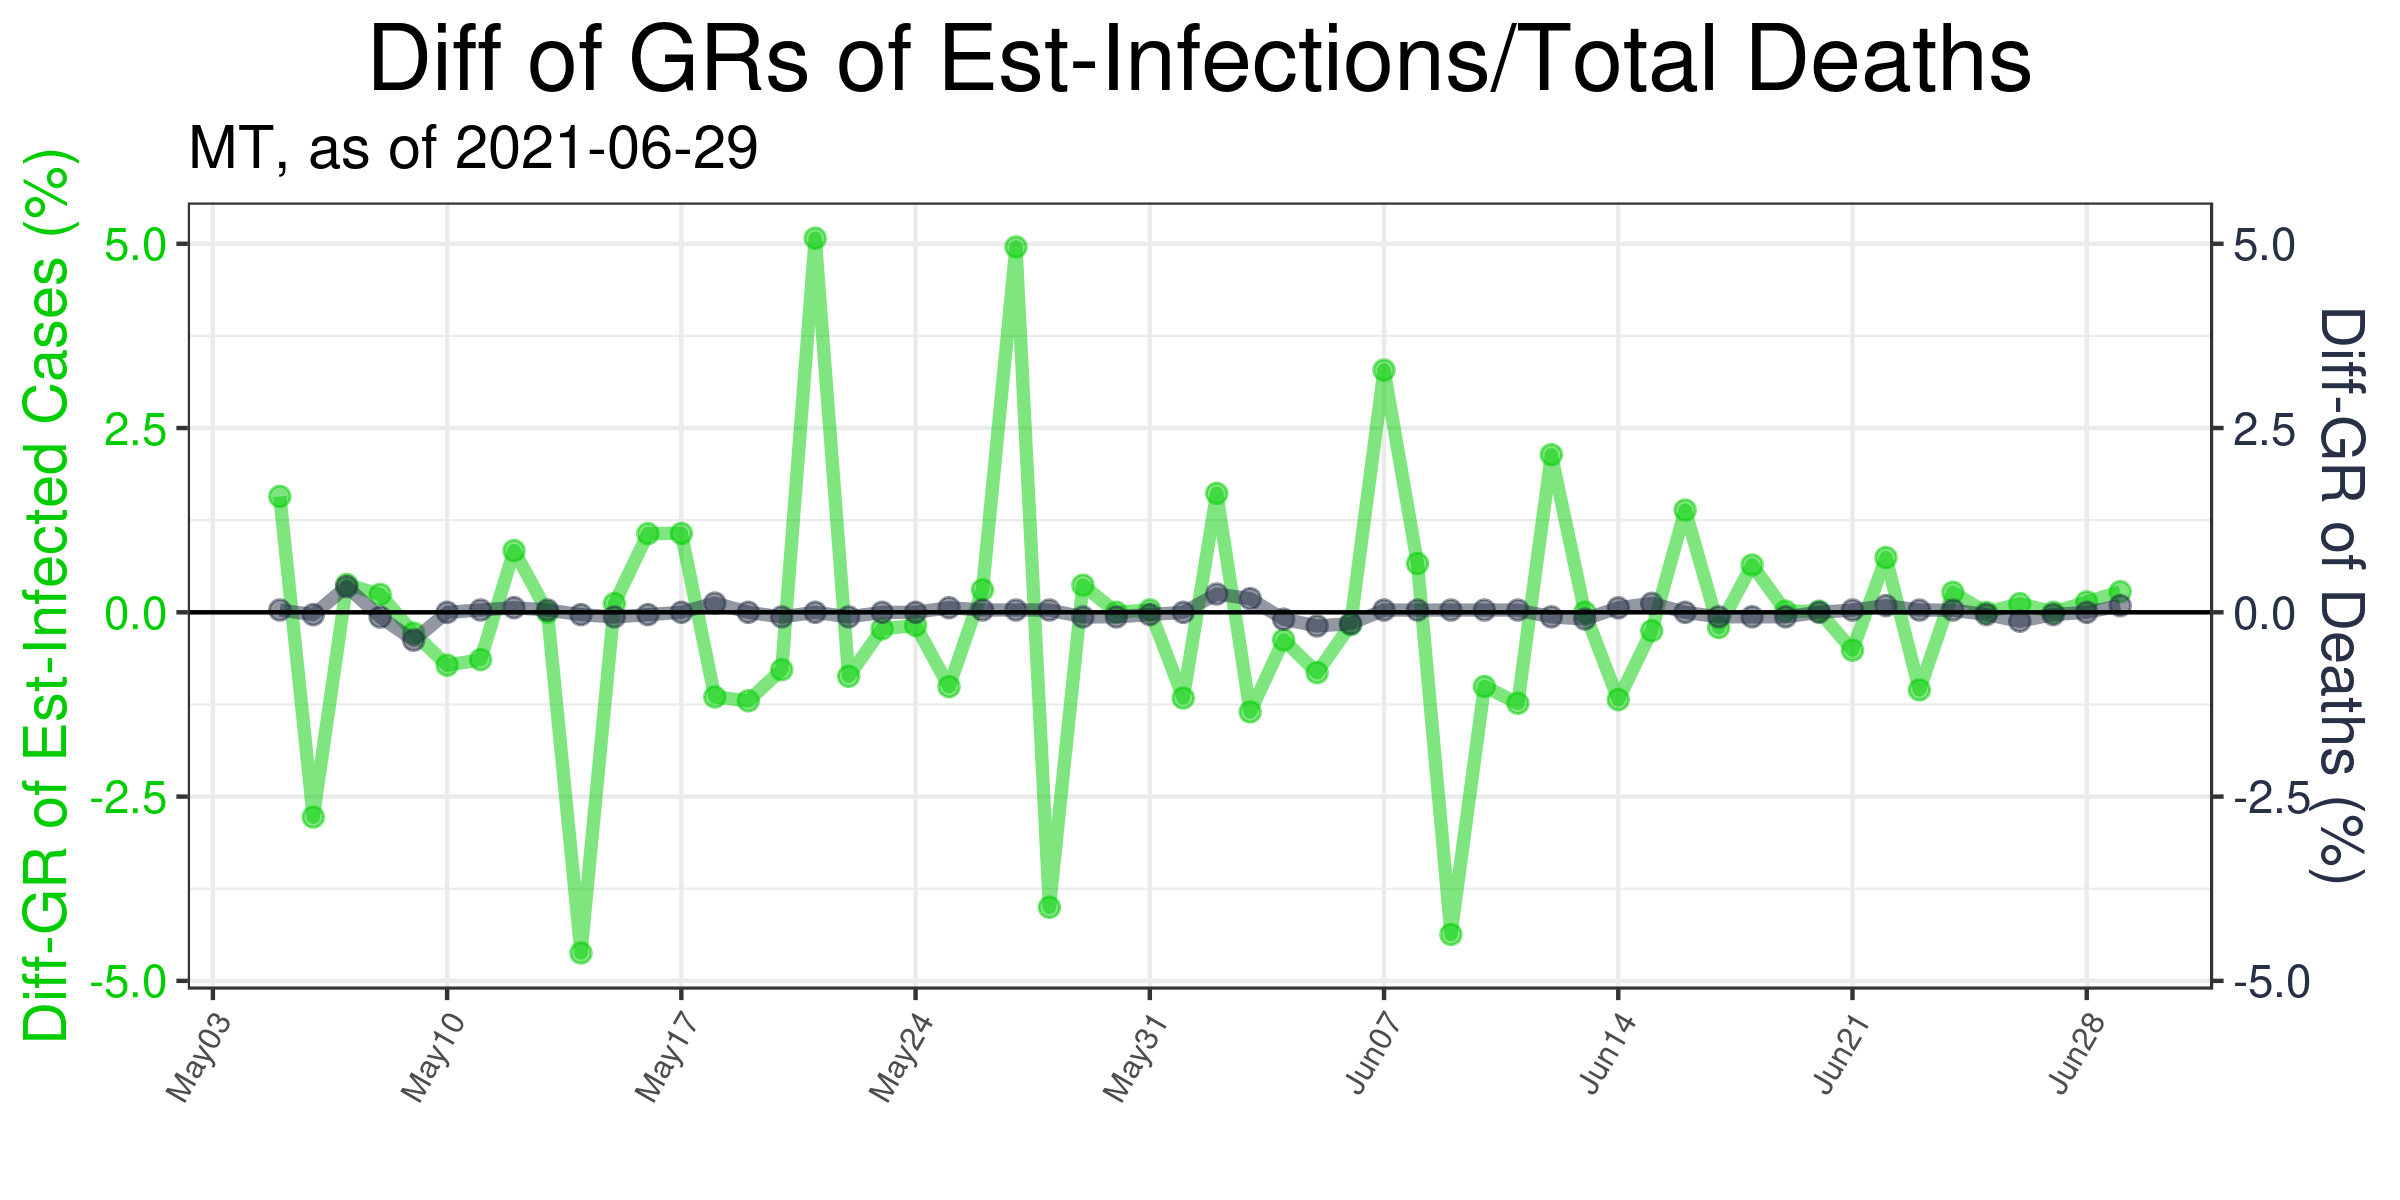 Diff of GRs of Est-Infections/Total Deaths
MT, as of 2021-06-29
Diff-GR of Est-Infected Cases (%)
5.0
2.5
0.0
-2.5
-5.0
5.0
2.5
0.0
-2.5
-5.0
Diff-GR of Deaths (%)
May03
May10
May17
May24
May31
Jun07
Jun14
Jun21
Jun28